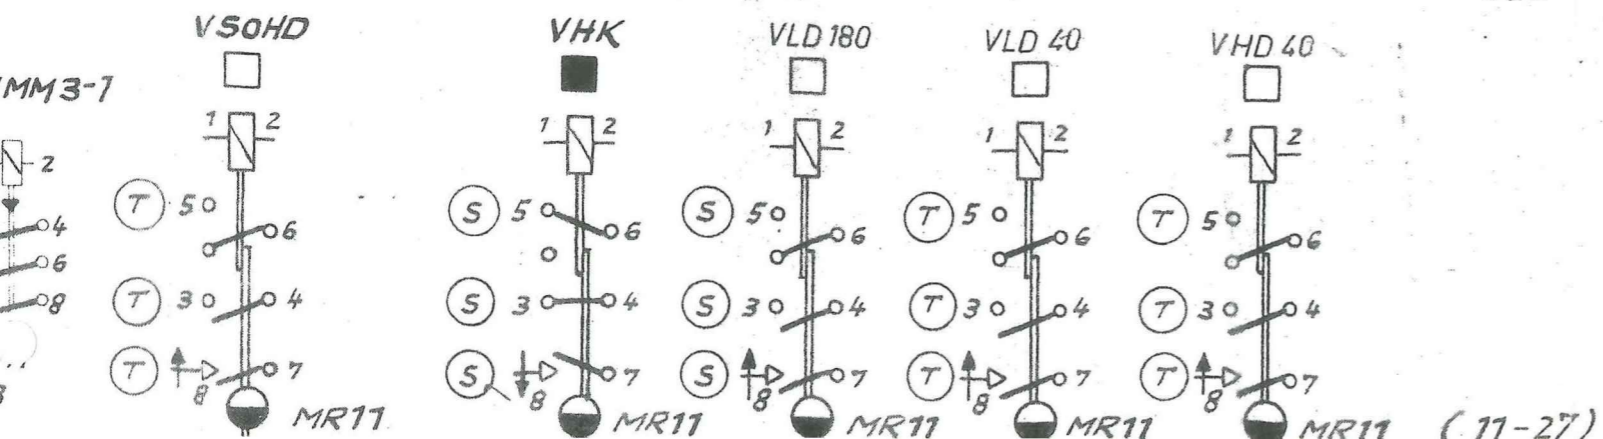 VSOHD VHK VLD 180 VLD 40 VHD 40
MM3-7
1 2 1 2 1 2 1 2 1 2
2
T 5 6 S 5 6 S 5 6 T 5 6 T 5 6
4
6
T 3 4 S 3 4 S 3 4 T 3 4 T 3 4
8
T 8 7 S 8 7 S 8 7 T 8 7 T 8 7
MR11 MR11 MR11 MR11 MR11 (11-27)